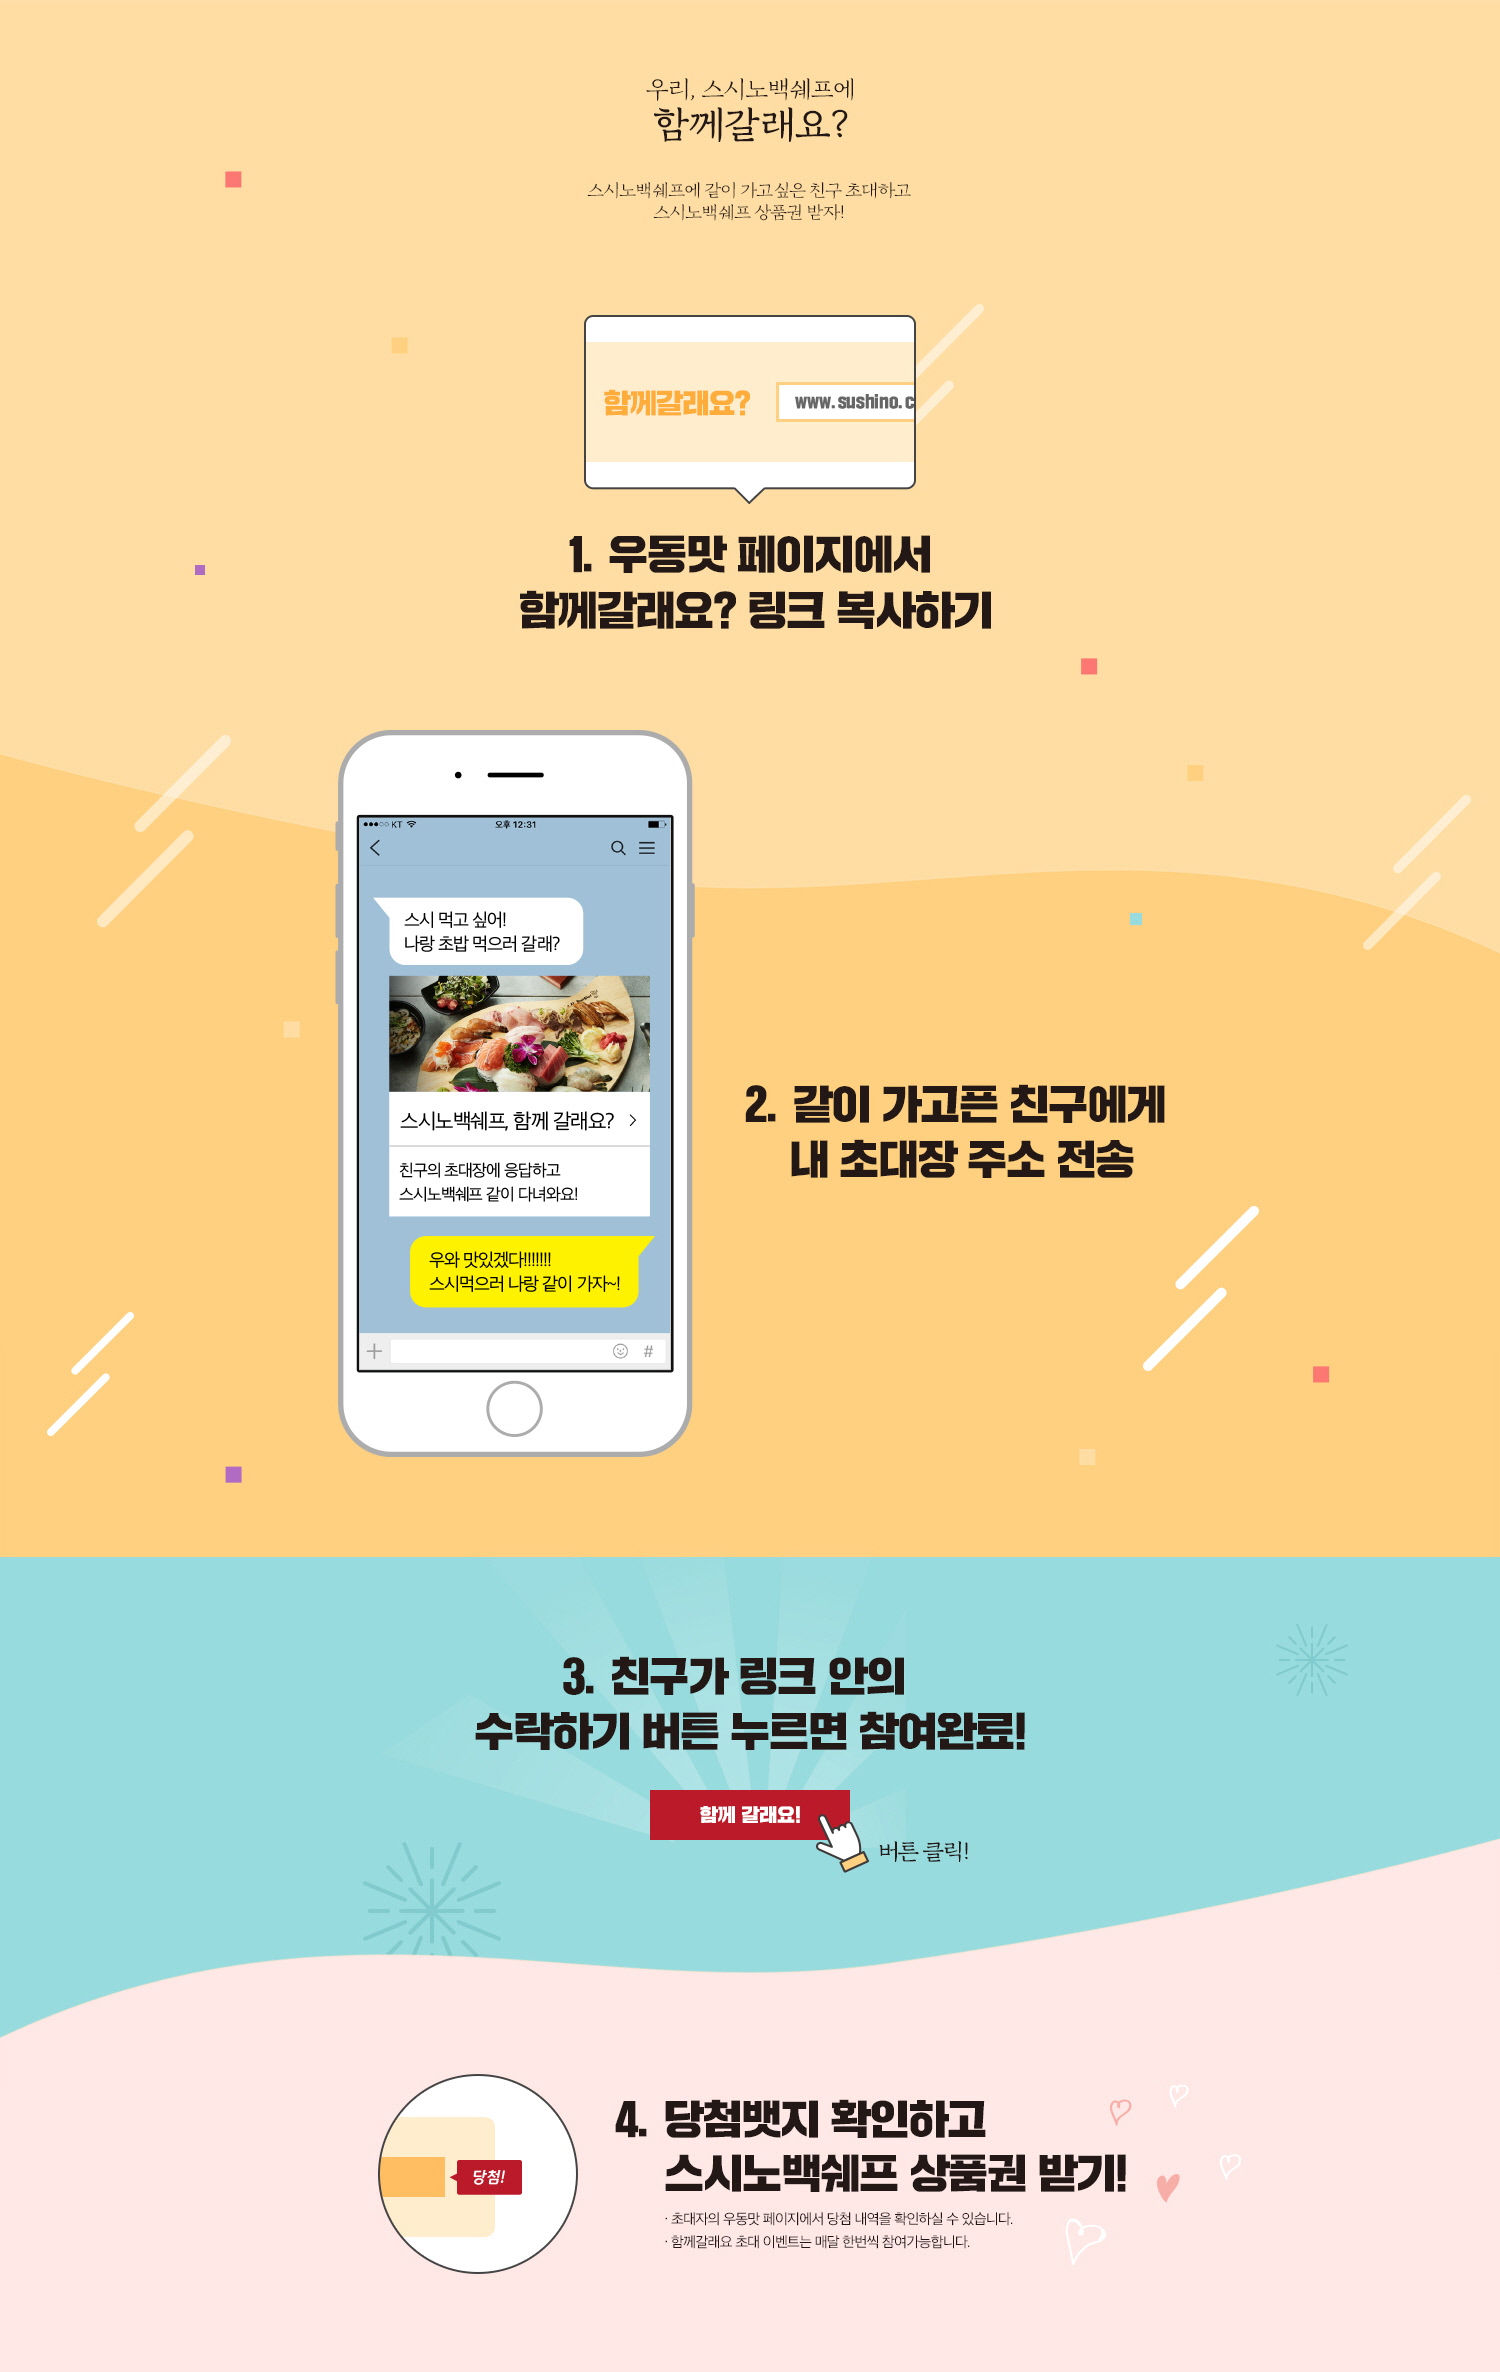 우리, 스시노백쉐프에
함께갈래요?
스시노백쉐프에 같이 가고싶은 친구 초대하고
스시노백쉐프 상품권 받자!
함께갈래요? www.sushino.c
1. 우동맛 페이지에서
함께갈래요? 링크 복사하기
KT 오후 12:31
스시 먹고 싶어!
나랑 초밥 먹으러 갈래?
스시노백쉐프, 함께 갈래요?
친구의 초대장에 응답하고
스시노백쉐프 같이 다녀와요!
우와 맛있겠다!!!!!!!
스시먹으러 나랑 같이 가자~!
#
2. 같이 가고픈 친구에게
내 초대장 주소 전송
3. 친구가 링크 안의
수락하기 버튼 누르면 참여완료!
함께 갈래요!
버튼 클릭!
당첨!
4. 당첨뱃지 확인하고
스시노백쉐프 상품권 받기!
· 초대자의 우동맛 페이지에서 당첨 내역을 확인하실 수 있습니다.
· 함께갈래요 초대 이벤트는 매달 한번씩 참여가능합니다.